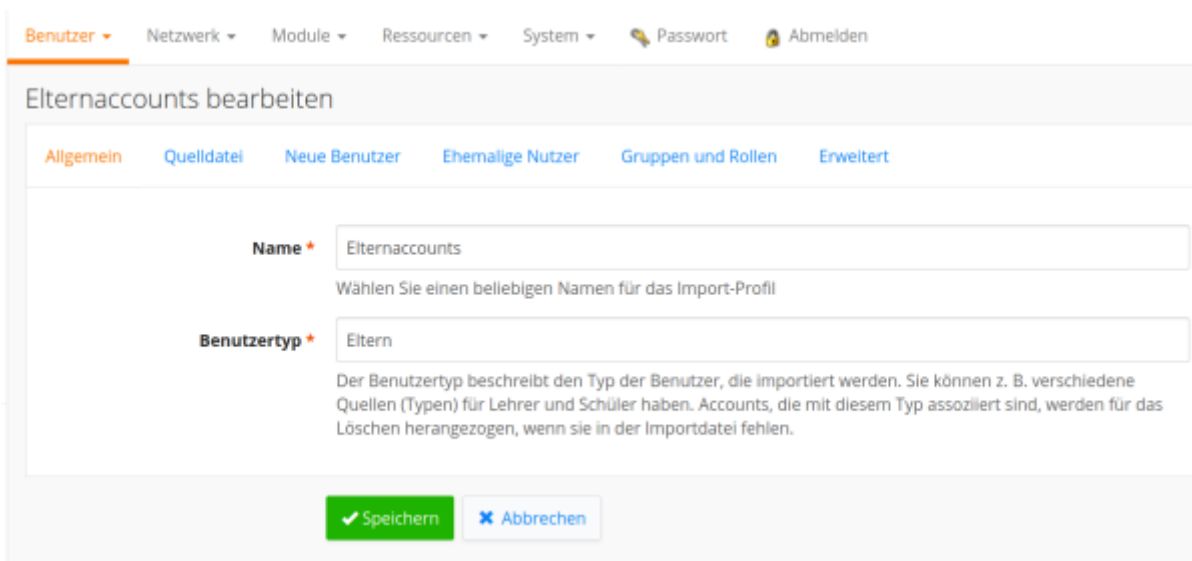 Benutzer Netzwerk Module Ressourcen System Passwort Abmelden
Elternaccounts bearbeiten
Allgemein Quelldatei Neue Benutzer Ehemalige Nutzer Gruppen und Rollen Erweitert
Name * Elternaccounts
Wählen Sie einen beliebigen Namen für das Import-Profil
Benutzertyp * Eltern
Der Benutzertyp beschreibt den Typ der Benutzer, die importiert werden. Sie können z. B. verschiedene
Quellen (Typen) für Lehrer und Schüler haben. Accounts, die mit diesem Typ assoziiert sind, werden für das
Löschen herangezogen, wenn sie in der Importdatei fehlen.
Speichern Abbrechen